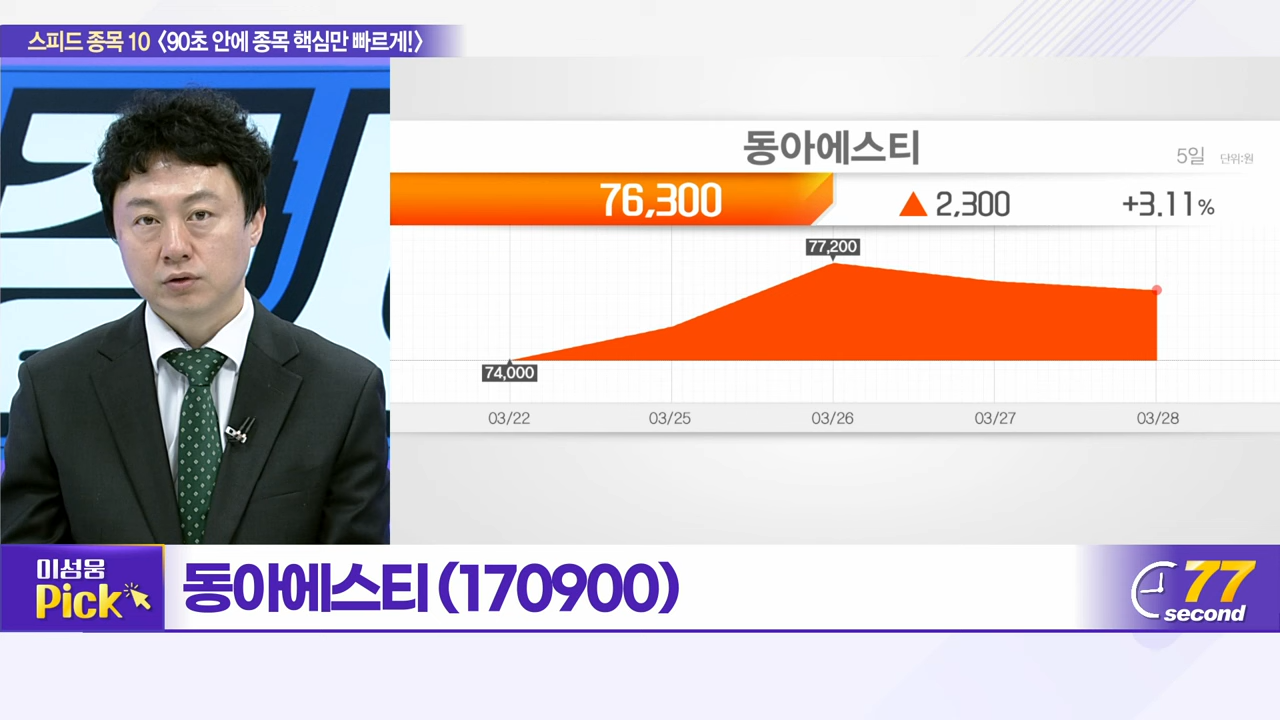 스피드 종목 10 <90초 안에 종목 핵심만 빠르게!>
동아에스티
5일 단위:원
76,300 ▲ 2,300 +3.11%
77,200
74,000
03/22 03/25 03/26 03/27 03/28
이성웅
Pick
동아에스티(170900)
77
second